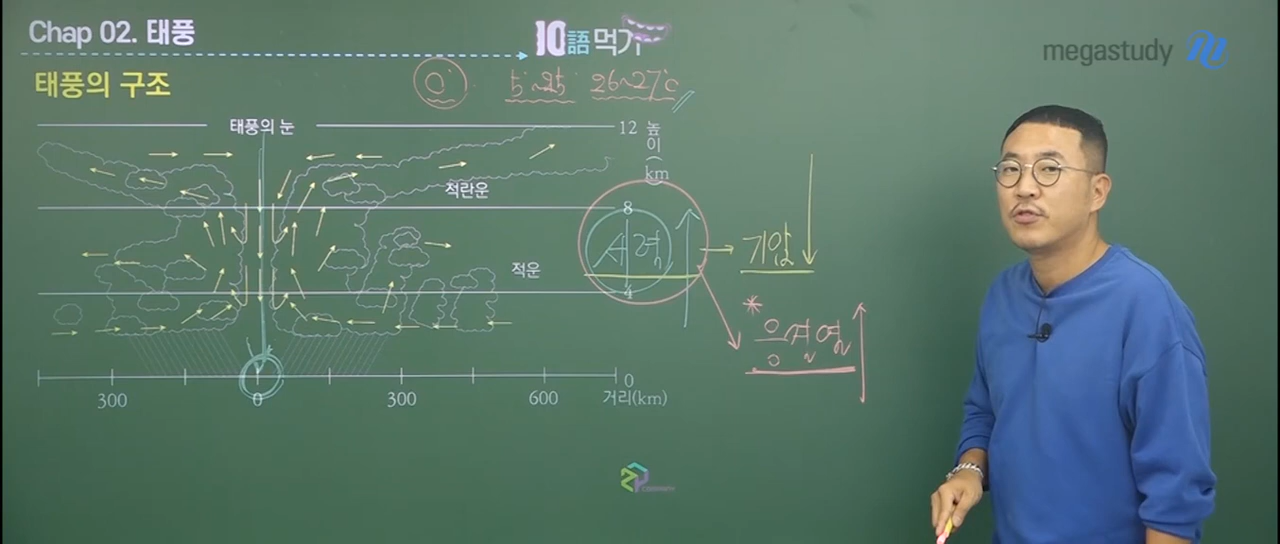 Chap 02. 태풍
10語 먹기
megastudy
태풍의 구조
0° 5°~25° 26~27℃
태풍의 눈
12 높이(km)
적란운
8
적운
4
기압
응결열
0
300 0 300 600 거리(km)
COMPANY